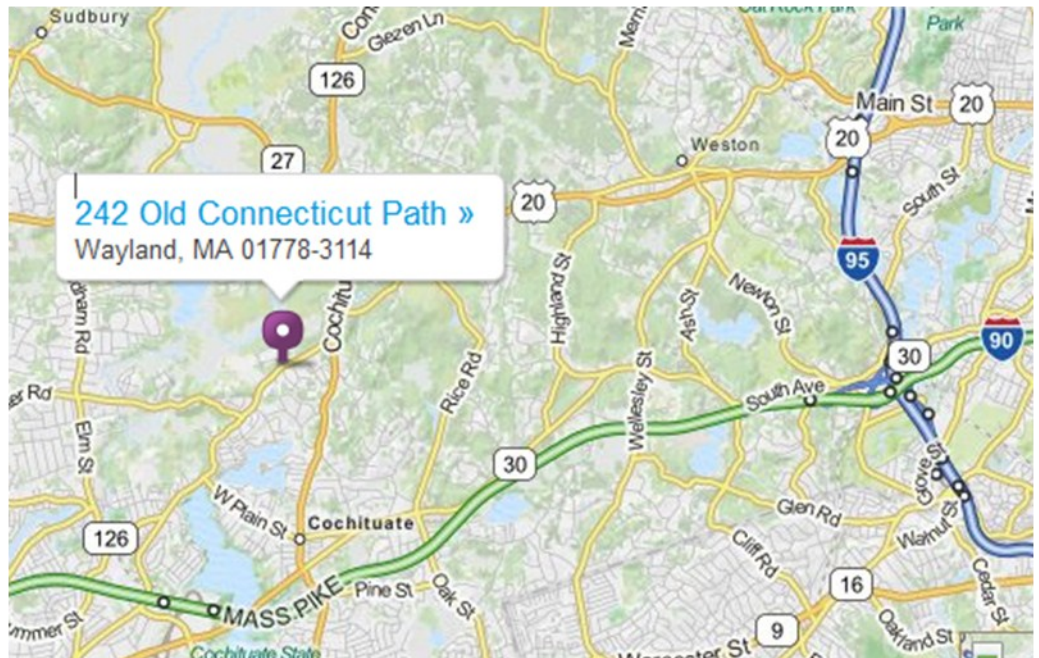 Sudbury
Glezen Ln
126
Park
Main St
20
20
27
Weston
South St
242 Old Connecticut Path »
Wayland, MA 01778-3114
20
95
Highland St
Ash St
Newton St
90
30
Rice Rd
Wellesley St
South Ave
Elm St
30
W Plain St
Cochituate
Glen Rd
Glove St
Walnut St
126
Cliff Rd
MASS.PIKE
Pine St
Oak St
16
Cedar St
9
Oakland St
Cochituate State